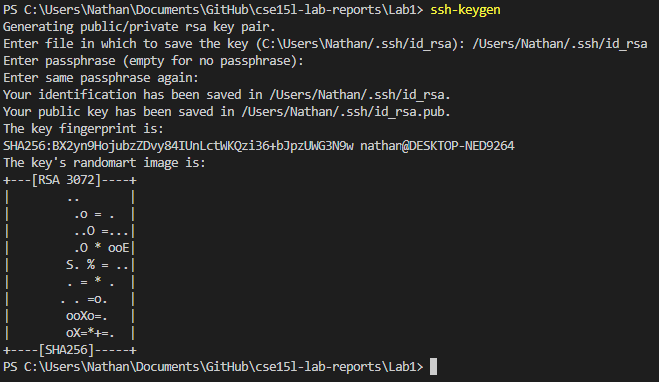 PS C:\Users\Nathan\Documents\GitHub\cse15l-lab-reports\Lab1> ssh-keygen
Generating public/private rsa key pair.
Enter file in which to save the key (C:\Users\Nathan/.ssh/id_rsa): /Users/Nathan/.ssh/id_rsa
Enter passphrase (empty for no passphrase):
Enter same passphrase again:
Your identification has been saved in /Users/Nathan/.ssh/id_rsa.
Your public key has been saved in /Users/Nathan/.ssh/id_rsa.pub.
The key fingerprint is:
SHA256:BX2yn9HojubzZDvy84IUnLctWKQzi36+bJpzUWG3N9w nathan@DESKTOP-NED9264
The key's randomart image is:
+---[RSA 3072]----+
|        ..       |
|         .o = .  |
|         ..O =...|
|         .O * ooE|
|        S. % = ..|
|        . = * .  |
|       . . =o.   |
|        ooXo=.   |
|        oX=*+=.  |
+----[SHA256]-----+
PS C:\Users\Nathan\Documents\GitHub\cse15l-lab-reports\Lab1>